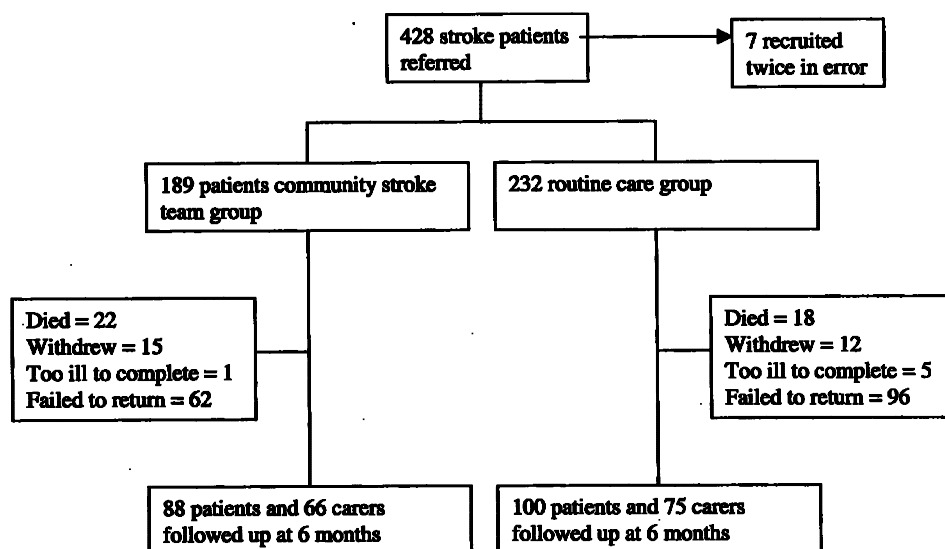 428 stroke patients
referred
7 recruited
twice in error
189 patients community stroke
team group
232 routine care group
Died = 22
Withdrew = 15
Too ill to complete = 1
Failed to return = 62
Died = 18
Withdrew = 12
Too ill to complete = 5
Failed to return = 96
88 patients and 66 carers
followed up at 6 months
100 patients and 75 carers
followed up at 6 months